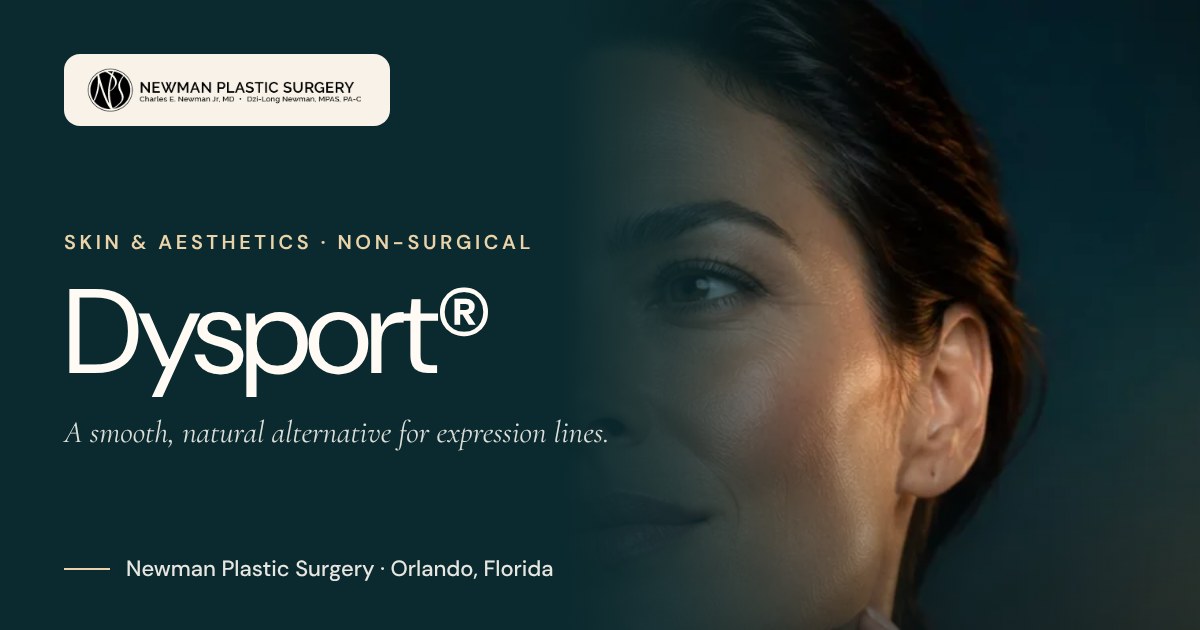 NPS
NEWMAN PLASTIC SURGERY
Charles E. Newman Jr, MD • Dzi-Long Newman, MPAS, PA-C
SKIN & AESTHETICS · NON-SURGICAL
Dysport®
A smooth, natural alternative for expression lines.
Newman Plastic Surgery · Orlando, Florida